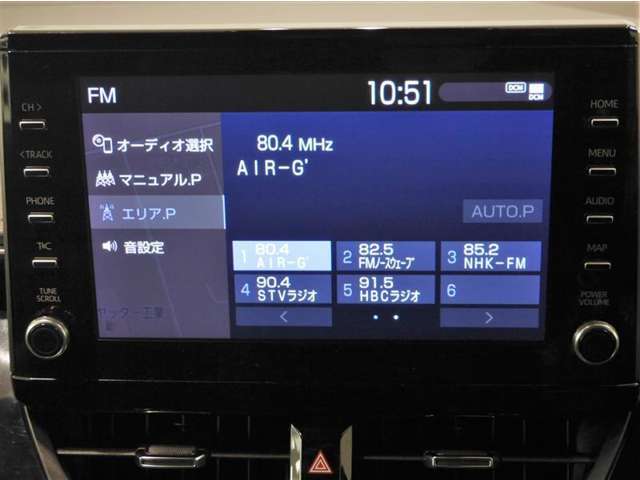 FM
10:51
DCM
DCM
CH >
< TRACK
PHONE
TUNE
SCROLL
HOME
MENU
AUDIO
MAP
POWER
VOLUME
オーディオ選択
マニュアル.P
エリア.P
音設定
80.4 MHz
AIR-G'
AUTO.P
1 80.4
AIR-G'
2 82.5
FMノースウェーブ
3 85.2
NHK-FM
4 90.4
STVラジオ
5 91.5
HBCラジオ
6
<
>